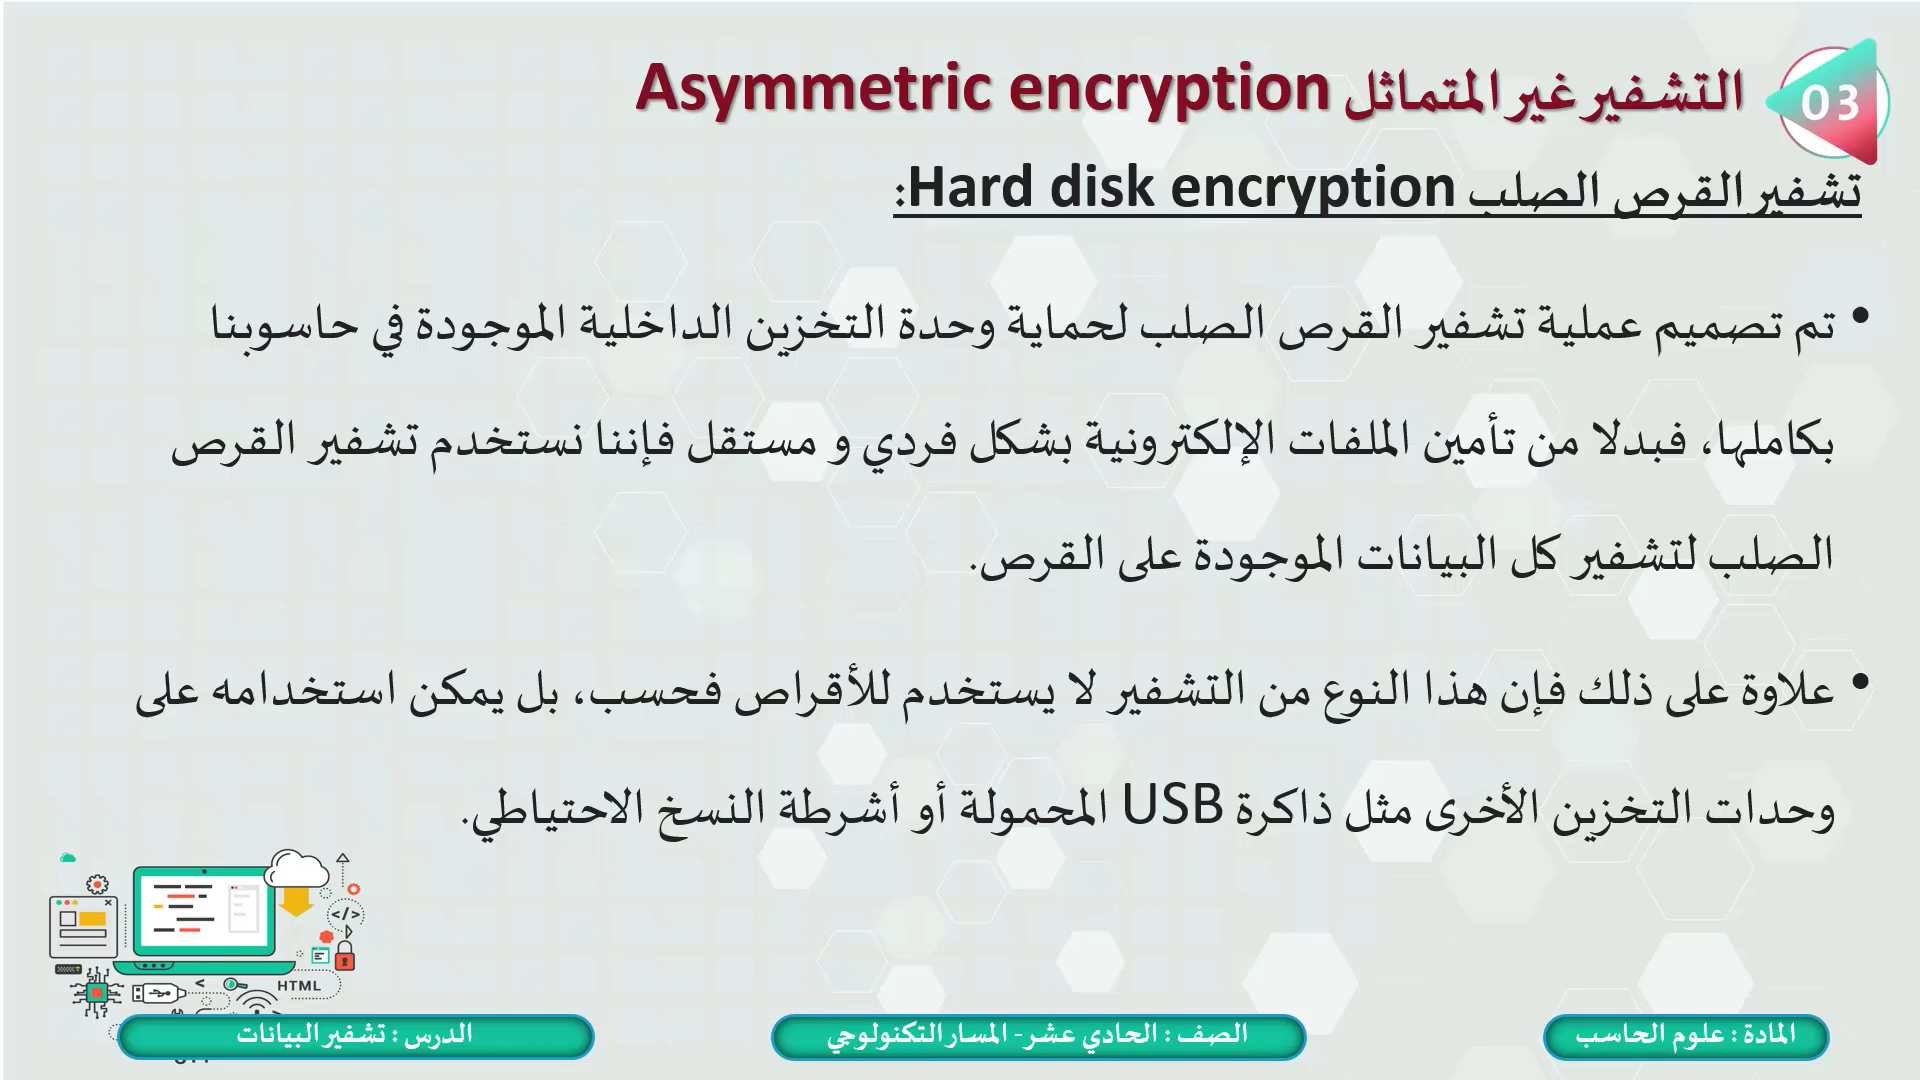 03
التشفير غير المتماثل Asymmetric encryption
تشفير القرص الصلب Hard disk encryption:
• تم تصميم عملية تشفير القرص الصلب لحماية وحدة التخزين الداخلية الموجودة في حاسوبنا
بكاملها، فبدلا من تأمين الملفات الإلكترونية بشكل فردي و مستقل فإننا نستخدم تشفير القرص
الصلب لتشفير كل البيانات الموجودة على القرص.
• علاوة على ذلك فإن هذا النوع من التشفير لا يستخدم للأقراص فحسب، بل يمكن استخدامه على
وحدات التخزين الأخرى مثل ذاكرة USB المحمولة أو أشرطة النسخ الاحتياطي.
</>
HTML
المادة : علوم الحاسب
الصف : الحادي عشر- المسار التكنولوجي
الدرس : تشفير البيانات